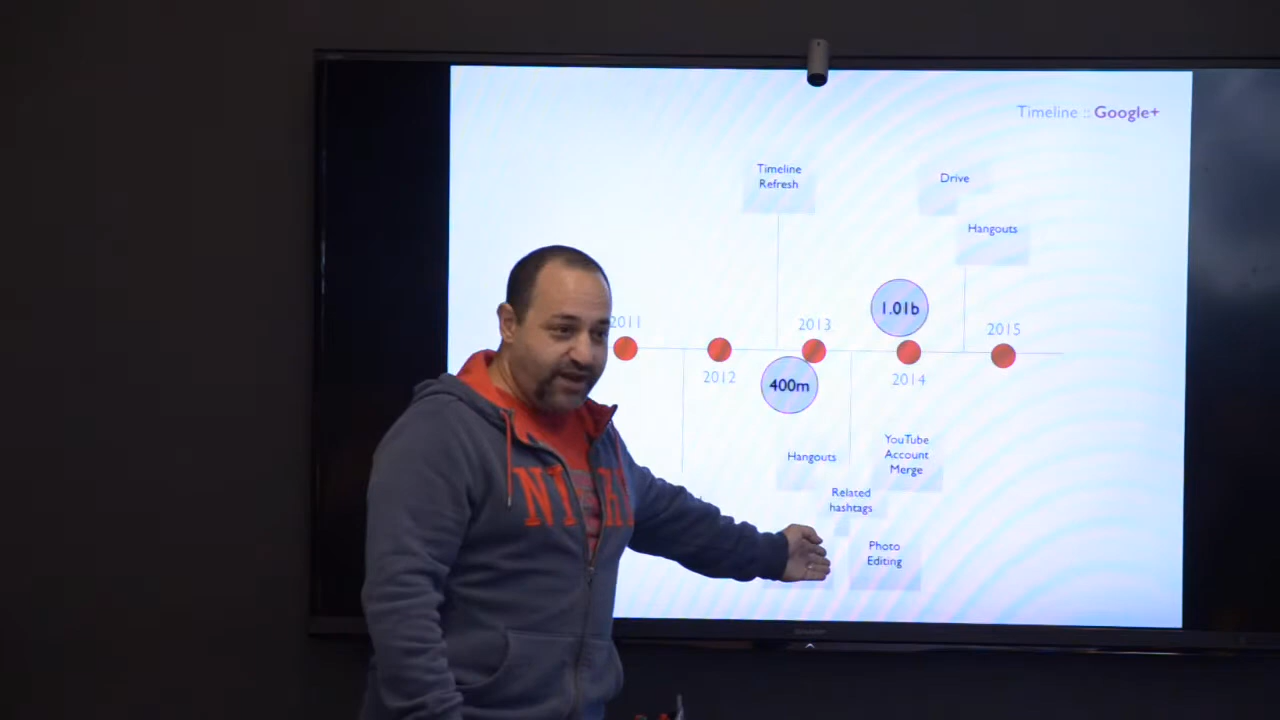 Timeline :: Google+
Timeline
Refresh
Drive
Hangouts
1.01b
2011
2013
2015
2012
400m
2014
YouTube
Account
Merge
Hangouts
Related
hashtags
Photo
Editing